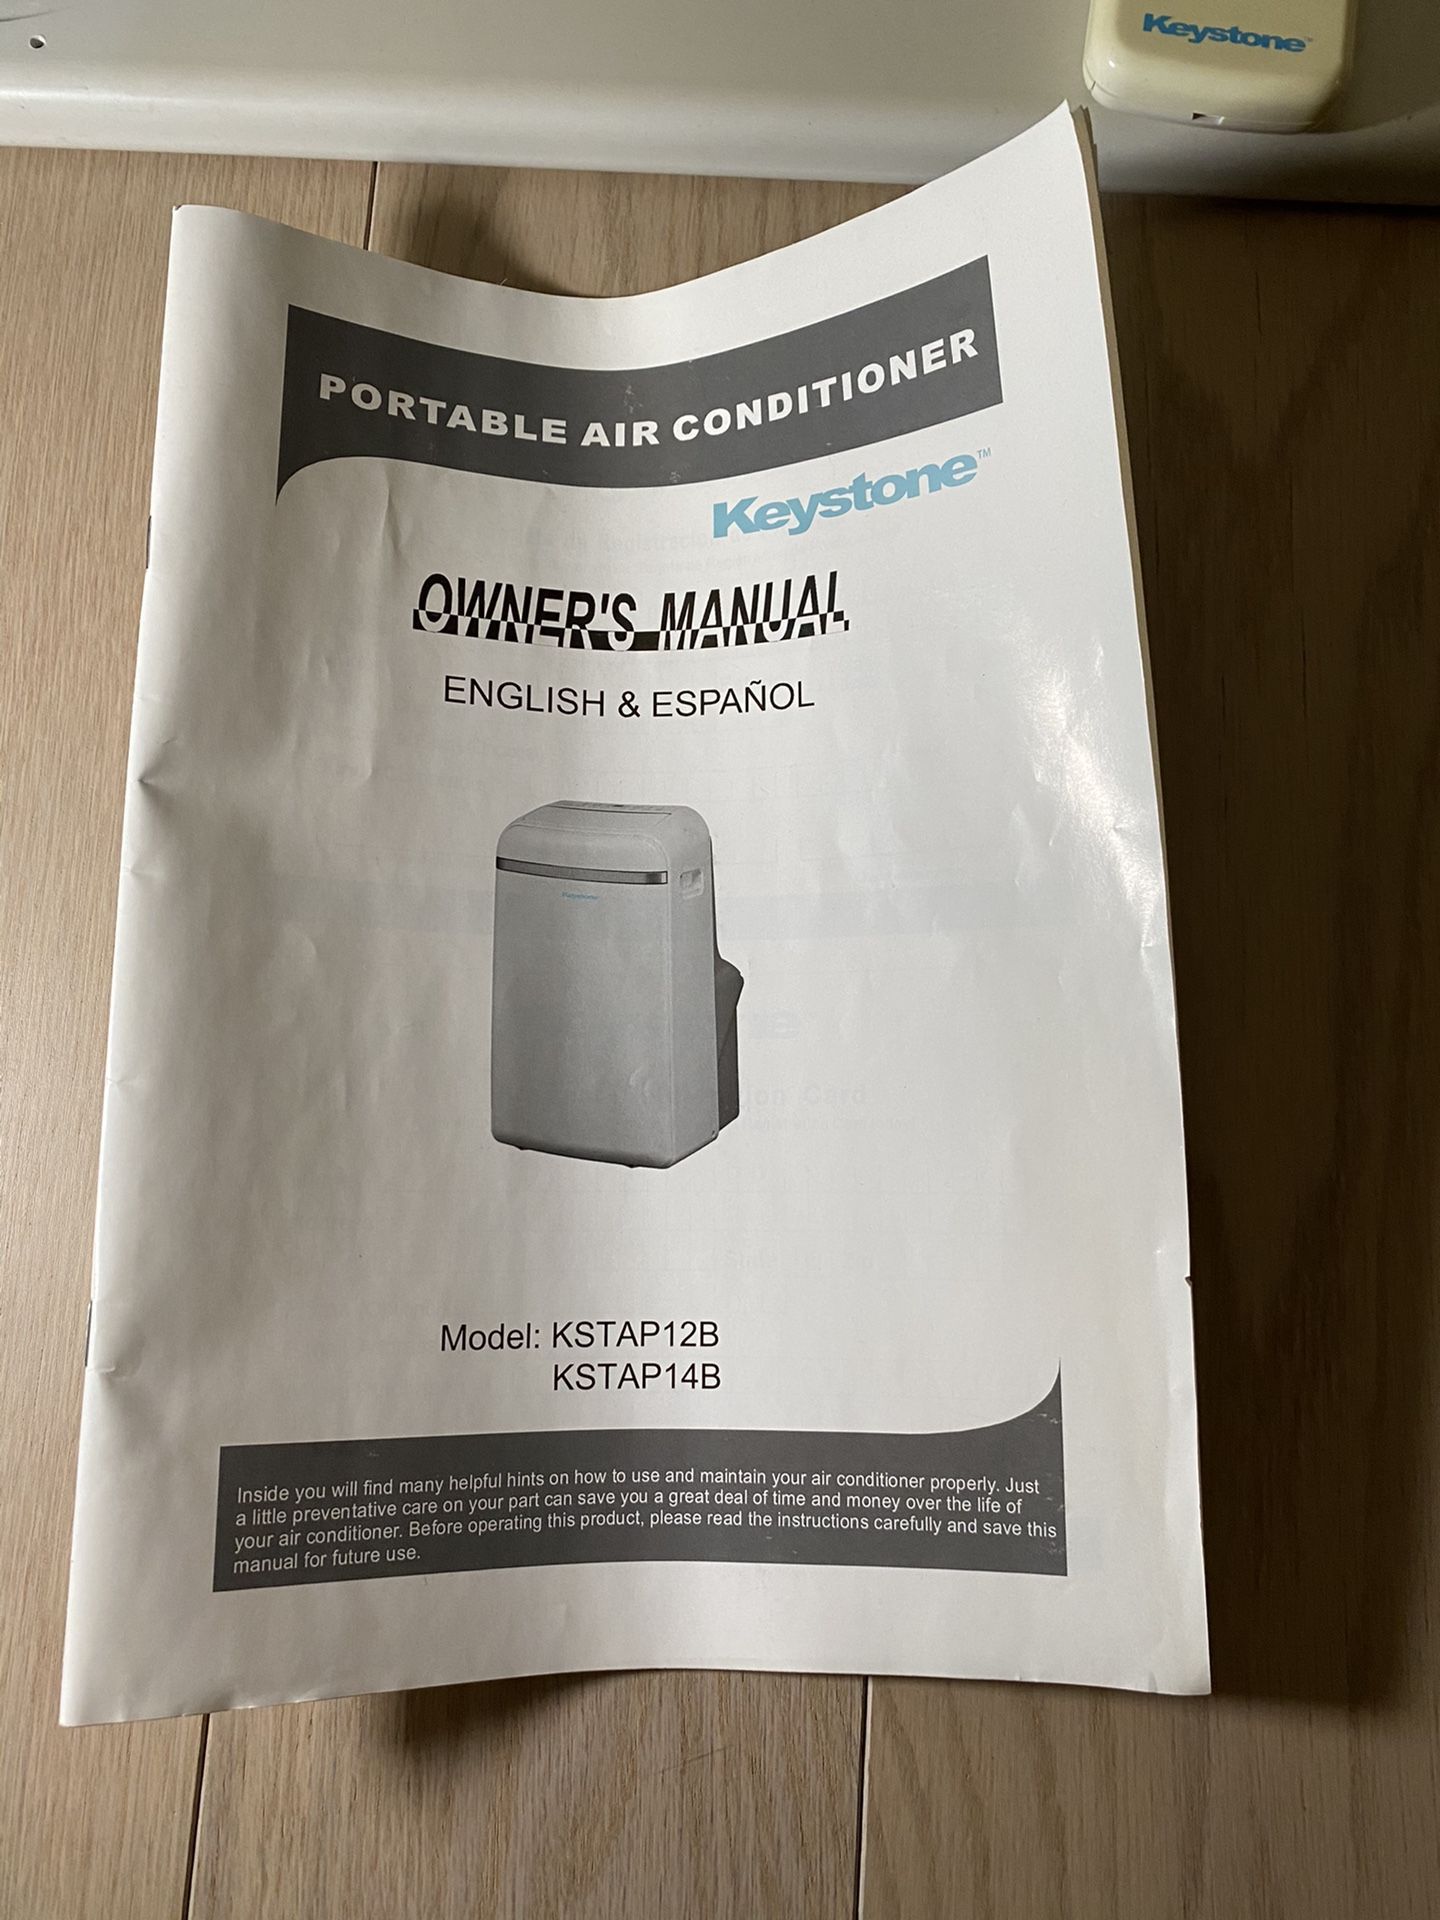 Keystone™
PORTABLE AIR CONDITIONER
Keystone™
OWNER'S MANUAL
ENGLISH & ESPAÑOL
Keystone
Model: KSTAP12B
KSTAP14B
Inside you will find many helpful hints on how to use and maintain your air conditioner properly. Just
a little preventative care on your part can save you a great deal of time and money over the life of
your air conditioner. Before operating this product, please read the instructions carefully and save this
manual for future use.